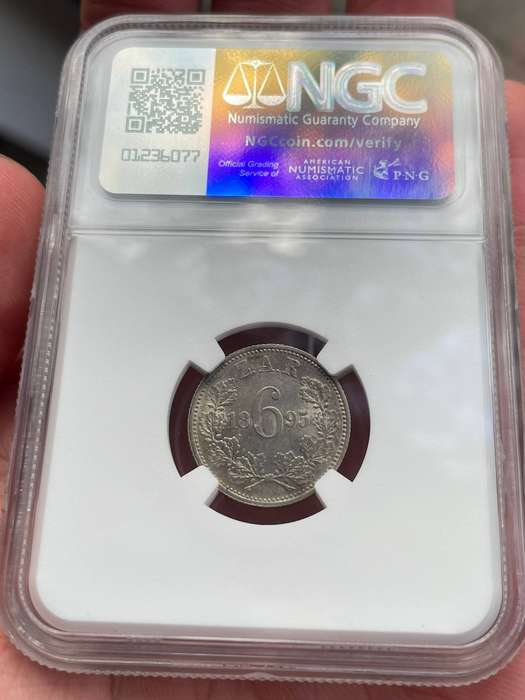 NGC
Numismatic Guaranty Company
NGCcoin.com/verify
01236077
Official Grading
Service of
AMERICAN
NUMISMATIC
ASSOCIATION
PNG
Z.A.R
18 6 95